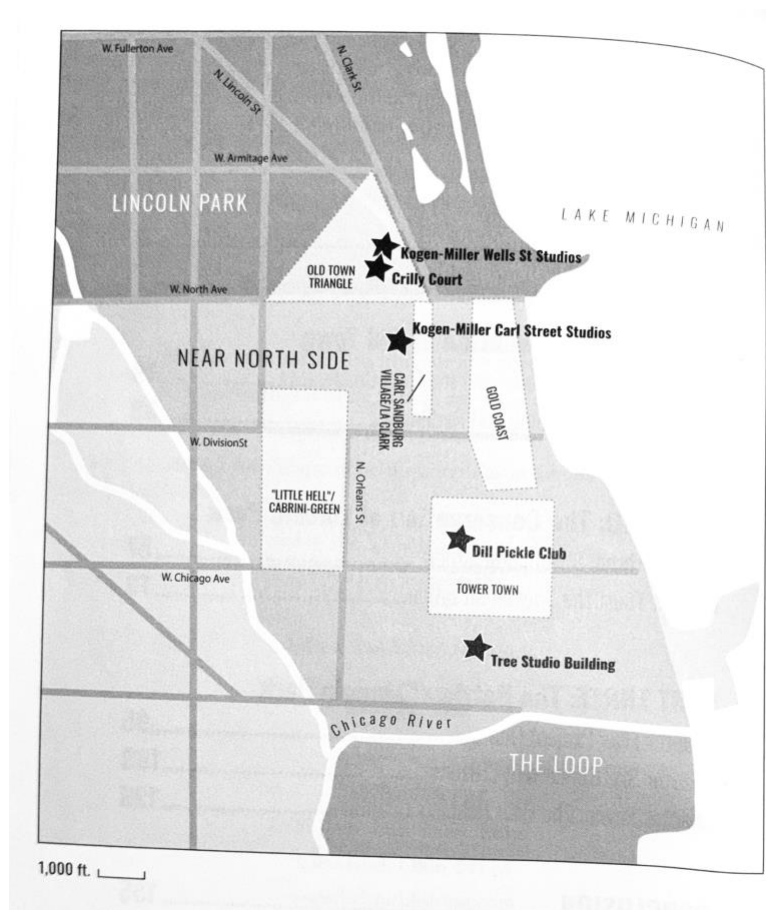 W. Fullerton Ave
N. Clark St
N. Lincoln St
W. Armitage Ave
LINCOLN PARK
LAKE MICHIGAN
Kogen-Miller Wells St Studios
OLD TOWN
TRIANGLE
Crilly Court
W. North Ave
Kogen-Miller Carl Street Studios
NEAR NORTH SIDE
CARL SANDBURG
VILLAGE/LA CLARK
GOLD COAST
W. DivisionSt
"LITTLE HELL"/
CABRINI-GREEN
N. Orleans St
Dill Pickle Club
W. Chicago Ave
TOWER TOWN
Tree Studio Building
Chicago River
THE LOOP
1,000 ft.